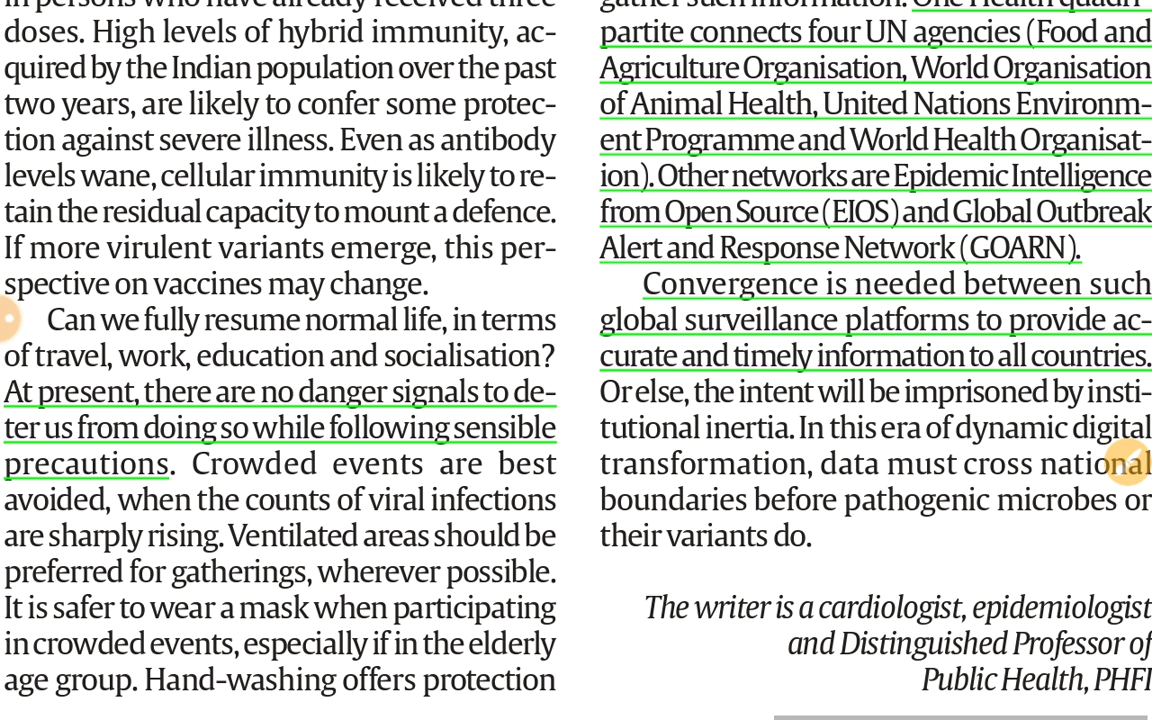 in persons who have already received three
doses. High levels of hybrid immunity, ac-
quired by the Indian population over the past
two years, are likely to confer some protec-
tion against severe illness. Even as antibody
levels wane, cellular immunity is likely to re-
tain the residual capacity to mount a defence.
If more virulent variants emerge, this per-
spective on vaccines may change.
Can we fully resume normal life, in terms
of travel, work, education and socialisation?
At present, there are no danger signals to de-
ter us from doing so while following sensible
precautions. Crowded events are best
avoided, when the counts of viral infections
are sharply rising. Ventilated areas should be
preferred for gatherings, wherever possible.
It is safer to wear a mask when participating
in crowded events, especially if in the elderly
age group. Hand-washing offers protection
gather such information. One Health quadri-
partite connects four UN agencies (Food and
Agriculture Organisation, World Organisation
of Animal Health, United Nations Environm-
ent Programme and World Health Organisat-
ion). Other networks are Epidemic Intelligence
from Open Source (EIOS) and Global Outbreak
Alert and Response Network (GOARN).
Convergence is needed between such
global surveillance platforms to provide ac-
curate and timely information to all countries.
Or else, the intent will be imprisoned by insti-
tutional inertia. In this era of dynamic digital
transformation, data must cross national
boundaries before pathogenic microbes or
their variants do.
The writer is a cardiologist, epidemiologist
and Distinguished Professor of
Public Health, PHFI